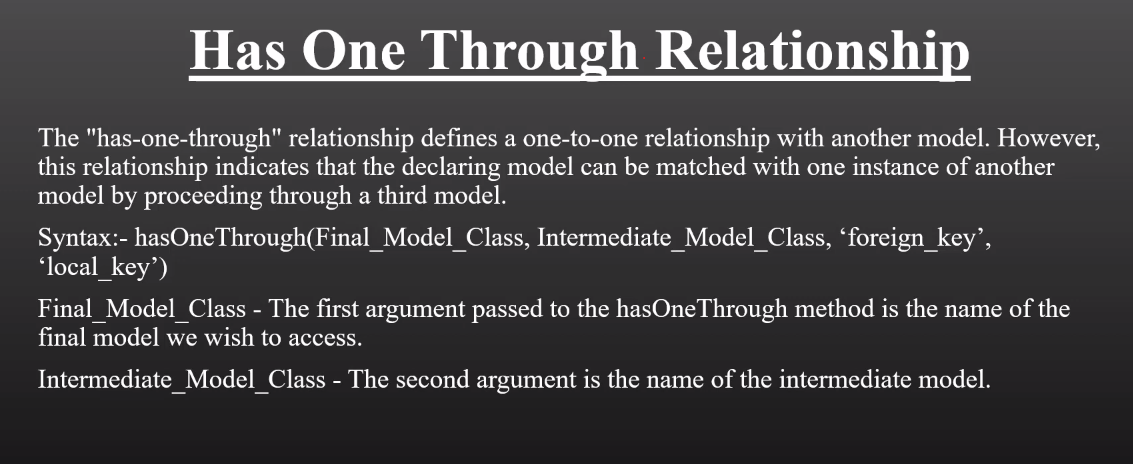 Has One Through Relationship
The "has-one-through" relationship defines a one-to-one relationship with another model. However,
this relationship indicates that the declaring model can be matched with one instance of another
model by proceeding through a third model.
Syntax:- hasOneThrough(Final_Model_Class, Intermediate_Model_Class, ‘foreign_key’,
‘local_key’)
Final_Model_Class - The first argument passed to the hasOneThrough method is the name of the
final model we wish to access.
Intermediate_Model_Class - The second argument is the name of the intermediate model.